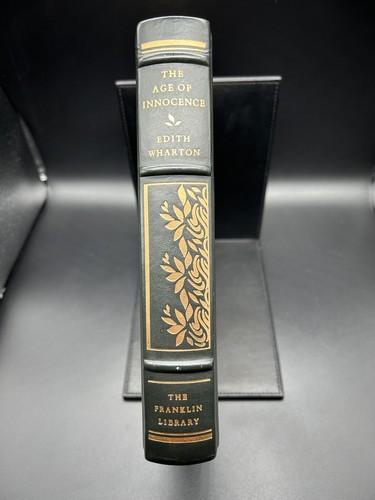 THE
AGE OF
INNOCENCE
EDITH
WHARTON
THE
FRANKLIN
LIBRARY